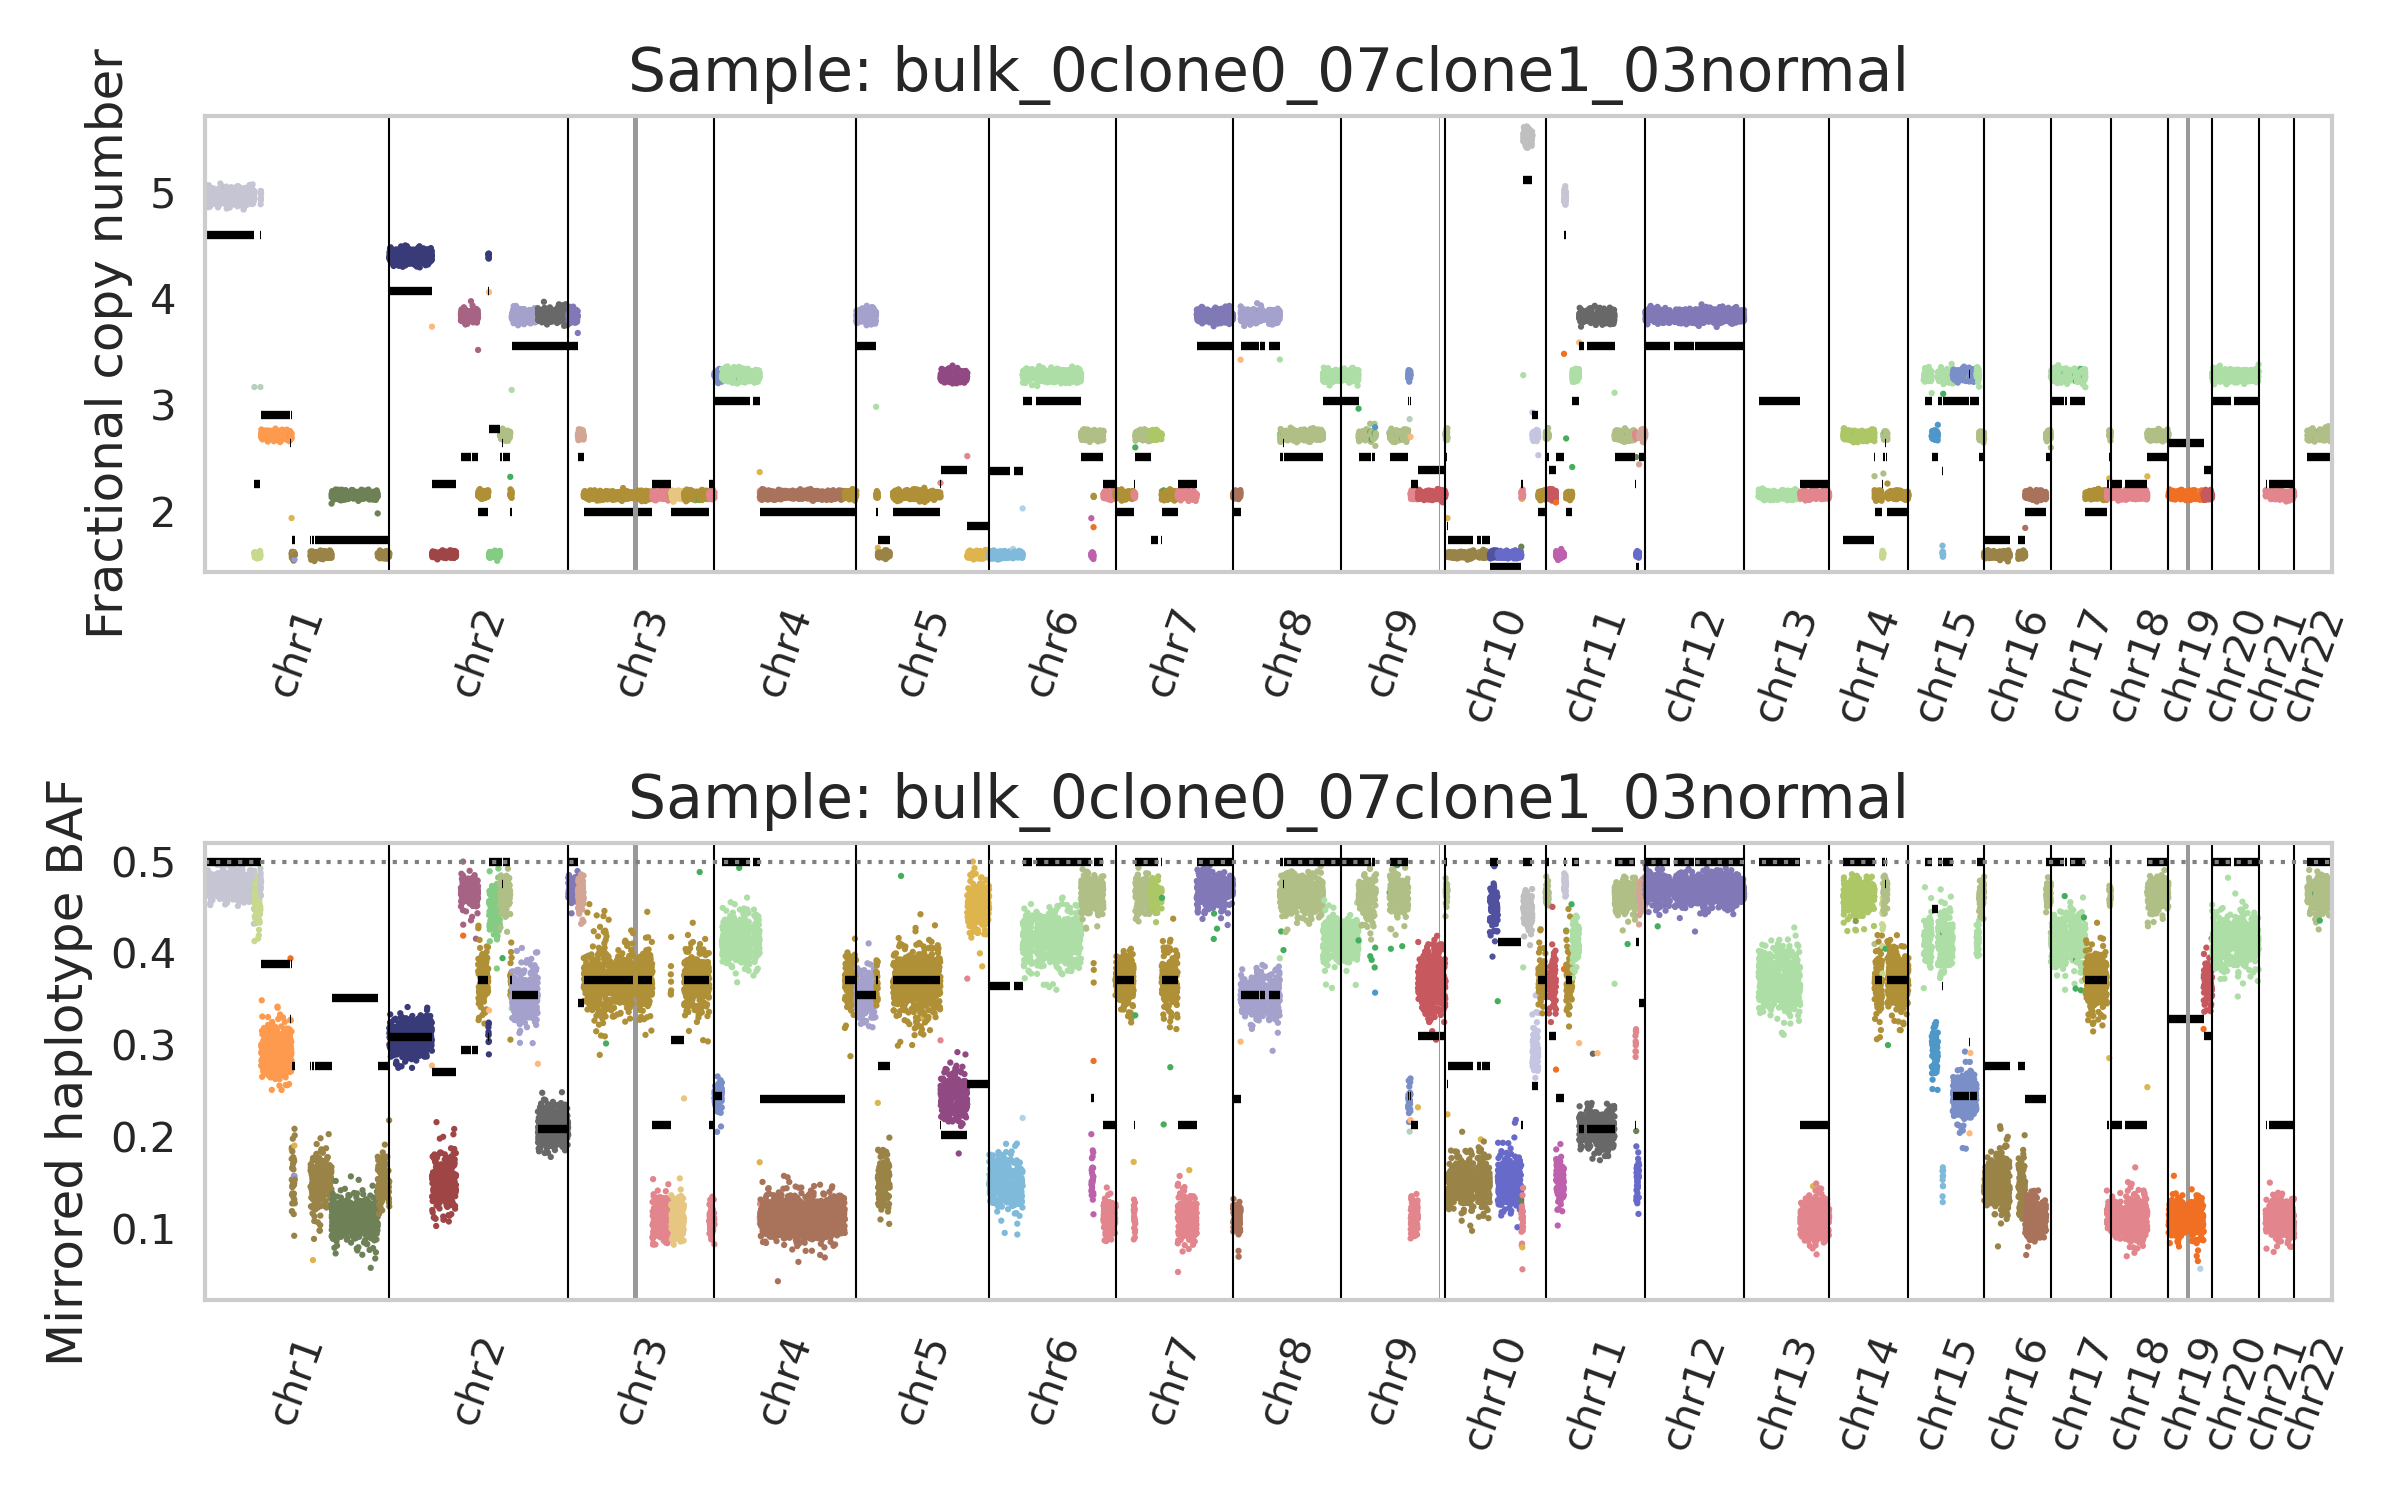 Sample: bulk_0clone0_07clone1_03normal
Fractional copy number
5
4
3
2
chr1
chr2
chr3
chr4
chr5
chr6
chr7
chr8
chr9
chr10
chr11
chr12
chr13
chr14
chr15
chr16
chr17
chr18
chr19
chr20
chr21
chr22
Sample: bulk_0clone0_07clone1_03normal
Mirrored haplotype BAF
0.5
0.4
0.3
0.2
0.1
chr1
chr2
chr3
chr4
chr5
chr6
chr7
chr8
chr9
chr10
chr11
chr12
chr13
chr14
chr15
chr16
chr17
chr18
chr19
chr20
chr21
chr22